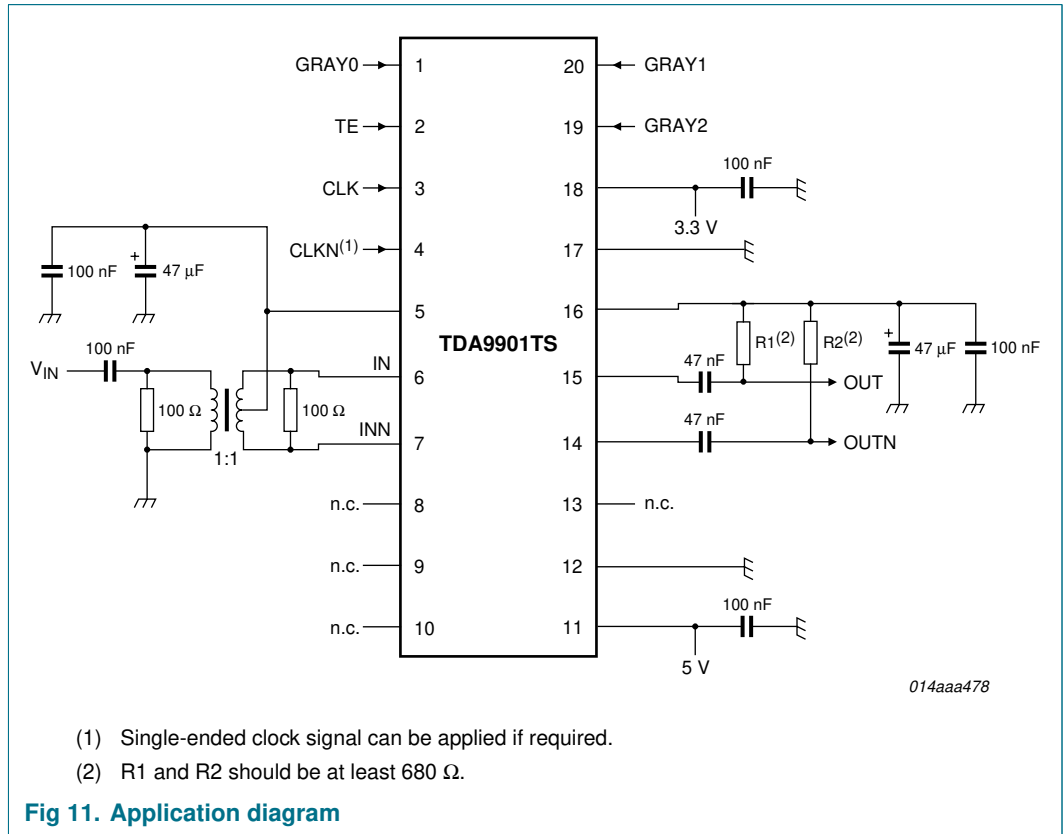 GRAY0 1 20 GRAY1
TE 2 19 GRAY2
100 nF
CLK 3 18
3.3 V
CLKN(1) 4 17
100 nF + 47 μF
5 16
TDA9901TS
R1(2) R2(2) + 47 μF 100 nF
100 nF 47 nF
VIN IN 6 15 OUT
100 Ω 100 Ω 47 nF
INN 7 14 OUTN
1:1
n.c. 8 13 n.c.
n.c. 9 12
100 nF
n.c. 10 11
5 V
014aaa478
(1) Single-ended clock signal can be applied if required.
(2) R1 and R2 should be at least 680 Ω.
Fig 11. Application diagram